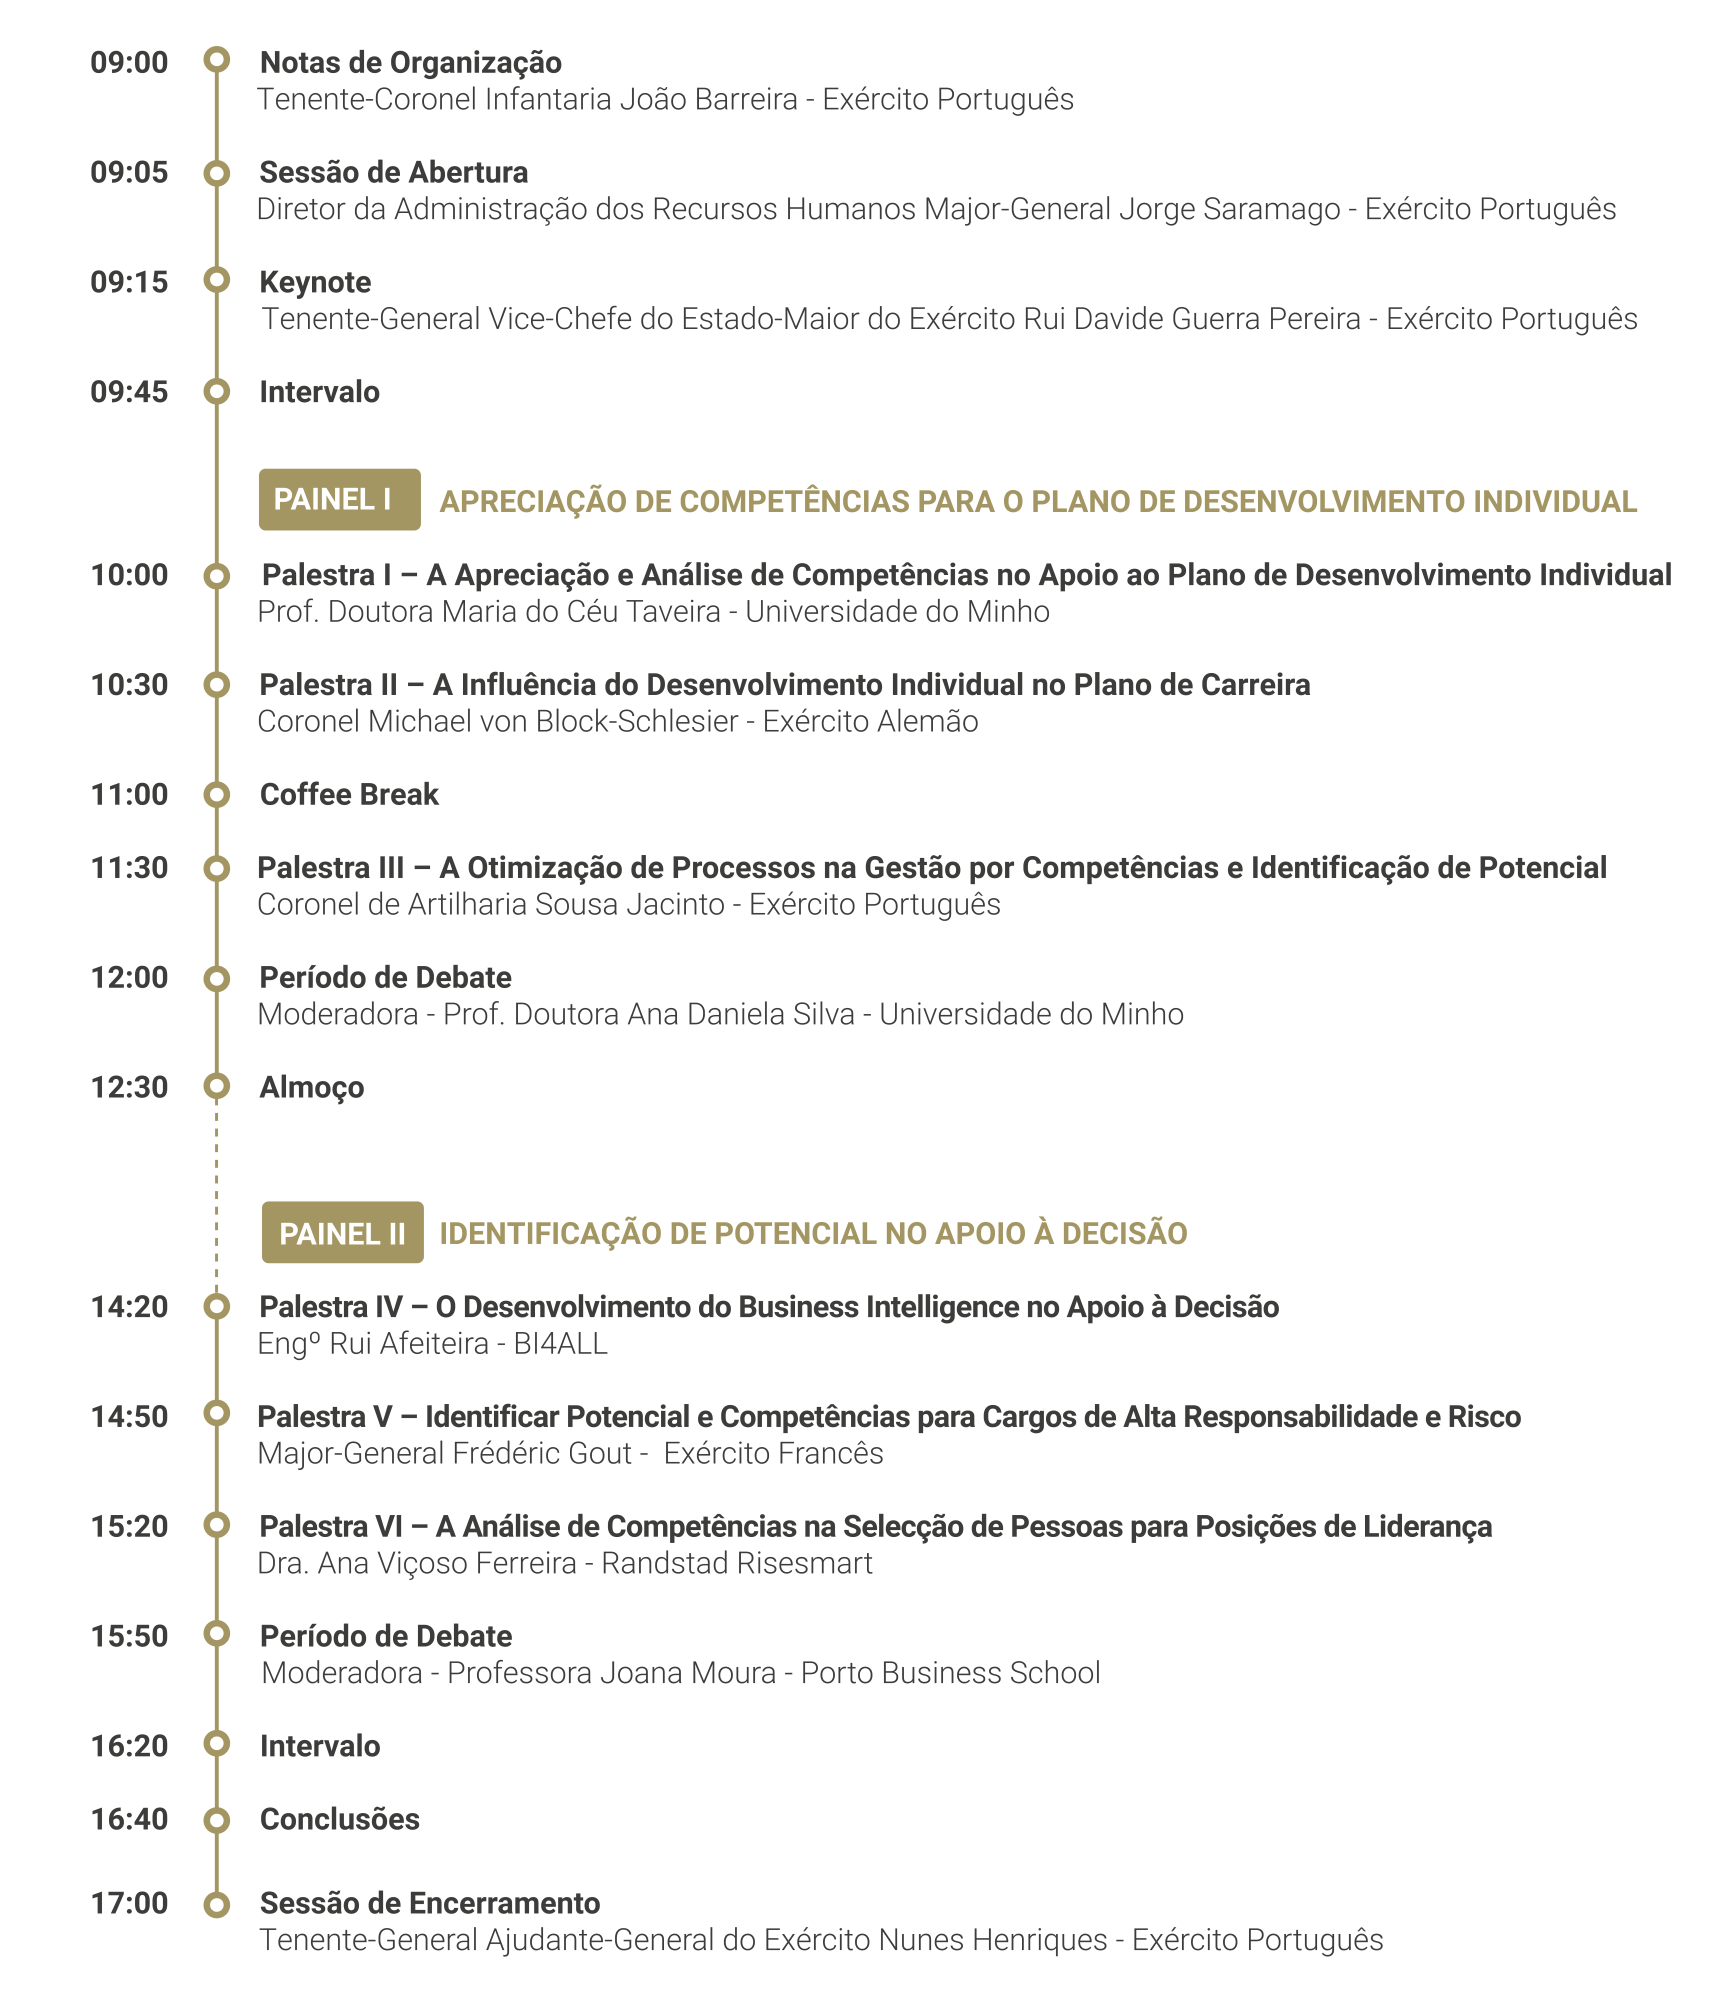 09:00 Notas de Organização
Tenente-Coronel Infantaria João Barreira - Exército Português
09:05 Sessão de Abertura
Diretor da Administração dos Recursos Humanos Major-General Jorge Saramago - Exército Português
09:15 Keynote
Tenente-General Vice-Chefe do Estado-Maior do Exército Rui Davide Guerra Pereira - Exército Português
09:45 Intervalo
PAINEL I APRECIAÇÃO DE COMPETÊNCIAS PARA O PLANO DE DESENVOLVIMENTO INDIVIDUAL
10:00 Palestra I – A Apreciação e Análise de Competências no Apoio ao Plano de Desenvolvimento Individual
Prof. Doutora Maria do Céu Taveira - Universidade do Minho
10:30 Palestra II – A Influência do Desenvolvimento Individual no Plano de Carreira
Coronel Michael von Block-Schlesier - Exército Alemão
11:00 Coffee Break
11:30 Palestra III – A Otimização de Processos na Gestão por Competências e Identificação de Potencial
Coronel de Artilharia Sousa Jacinto - Exército Português
12:00 Período de Debate
Moderadora - Prof. Doutora Ana Daniela Silva - Universidade do Minho
12:30 Almoço
PAINEL II IDENTIFICAÇÃO DE POTENCIAL NO APOIO À DECISÃO
14:20 Palestra IV – O Desenvolvimento do Business Intelligence no Apoio à Decisão
Engº Rui Afeiteira - BI4ALL
14:50 Palestra V – Identificar Potencial e Competências para Cargos de Alta Responsabilidade e Risco
Major-General Frédéric Gout - Exército Francês
15:20 Palestra VI – A Análise de Competências na Selecção de Pessoas para Posições de Liderança
Dra. Ana Viçoso Ferreira - Randstad Risesmart
15:50 Período de Debate
Moderadora - Professora Joana Moura - Porto Business School
16:20 Intervalo
16:40 Conclusões
17:00 Sessão de Encerramento
Tenente-General Ajudante-General do Exército Nunes Henriques - Exército Português